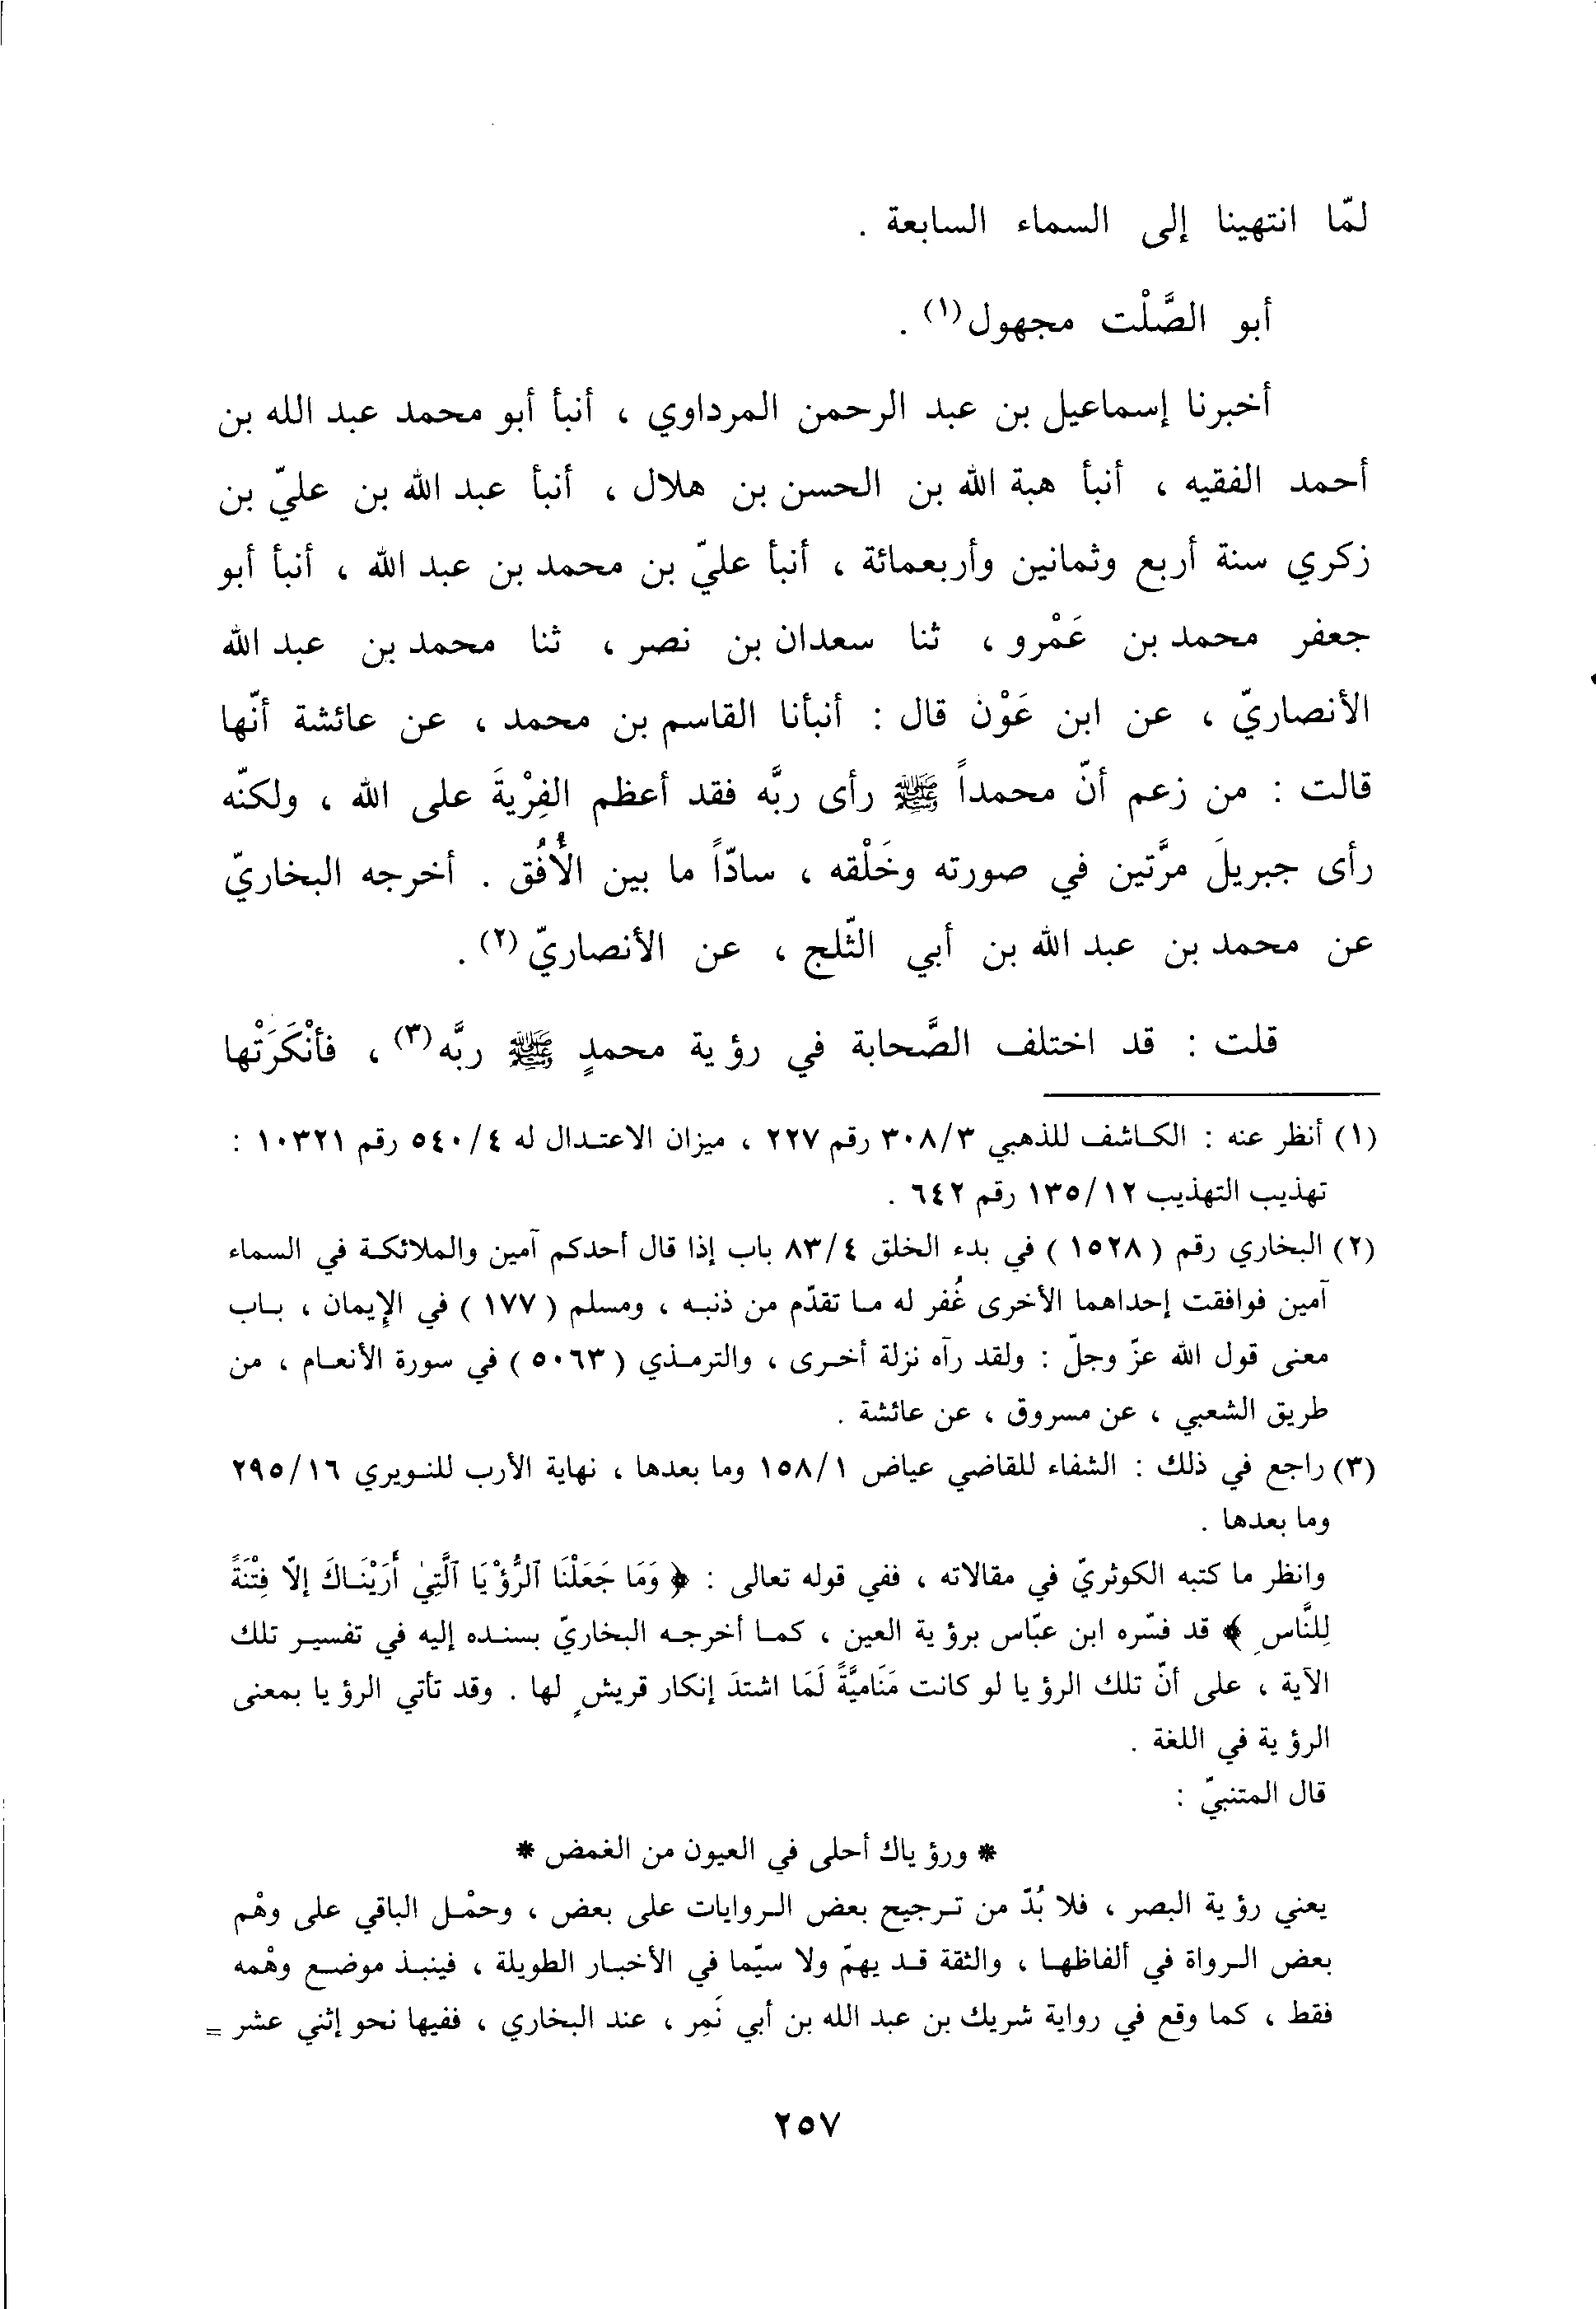 لمّا انتهينا إلى السماء السابعة .
أبو الصَّلْت مجهول(١) .
أخبرنا إسماعيل بن عبد الرحمن المرداوي ، أنبأ أبو محمد عبد الله بن
أحمد الفقيه ، أنبأ هبة الله بن الحسن بن هلال ، أنبأ عبد الله بن عليّ بن
زكري سنة أربع وثمانين وأربعمائة ، أنبأ عليّ بن محمد بن عبد الله ، أنبأ أبو
جعفر محمد بن عَمْرو ، ثنا سعدان بن نصر ، ثنا محمد بن عبد الله
الأنصاريّ ، عن ابن عَوْن قال : أنبأنا القاسم بن محمد ، عن عائشة أنّها
قالت : من زعم أنّ محمداً ﷺ رأى ربَّه فقد أعظم الفِرْيةَ على الله ، ولكنّه
رأى جبريلَ مرَّتين في صورته وخَلْقه ، سادّاً ما بين الأُفُق . أخرجه البخاريّ
عن محمد بن عبد الله بن أبي الثّلج ، عن الأنصاريّ(٢) .
قلت : قد اختلف الصَّحابة في رؤية محمدٍ ﷺ ربَّه(٣) ، فأنْكَرَتْها
(١) أنظر عنه : الكاشف للذهبي ٣٠٨/٣ رقم ٢٢٧ ، ميزان الاعتدال له ٥٤٠/٤ رقم ١٠٣٢١ :
تهذيب التهذيب ١٣٥/١٢ رقم ٦٤٢ .
(٢) البخاري رقم ( ١٥٢٨ ) في بدء الخلق ٨٣/٤ باب إذا قال أحدكم آمين والملائكة في السماء
آمين فوافقت إحداهما الأخرى غُفر له ما تقدّم من ذنبه ، ومسلم ( ١٧٧ ) في الإيمان ، باب
معنى قول الله عزّ وجلّ : ولقد رآه نزلة أخرى ، والترمذي ( ٥٠٦٣ ) في سورة الأنعام ، من
طريق الشعبي ، عن مسروق ، عن عائشة .
(٣) راجع في ذلك : الشفاء للقاضي عياض ١٥٨/١ وما بعدها ، نهاية الأرب للنويري ٢٩٥/١٦
وما بعدها .
وانظر ما كتبه الكوثريّ في مقالاته ، ففي قوله تعالى : ﴿ وَمَا جَعَلْنَا ٱلرُّؤْيَا ٱلَّتِيٰ أَرَيْنَاكَ إلّا فِتْنَةً
لِلنَّاسِ ﴾ قد فسّره ابن عبّاس برؤية العين ، كما أخرجه البخاريّ بسنده إليه في تفسير تلك
الآية ، على أنّ تلك الرؤيا لو كانت مَنَاميَّةً لَمَا اشتدَ إنكار قريشٍ لها . وقد تأتي الرؤيا بمعنى
الرؤية في اللغة .
قال المتنبيّ :
* ورؤياك أحلى في العيون من الغمض *
يعني رؤية البصر ، فلا بُدّ من ترجيح بعض الروايات على بعض ، وحمْل الباقي على وهْم
بعض الرواة في ألفاظها ، والثقة قد يهمّ ولا سيّما في الأخبار الطويلة ، فينبذ موضع وهْمه
فقط ، كما وقع في رواية شريك بن عبد الله بن أبي نَمِر ، عند البخاري ، ففيها نحو إثني عشر =
٢٥٧